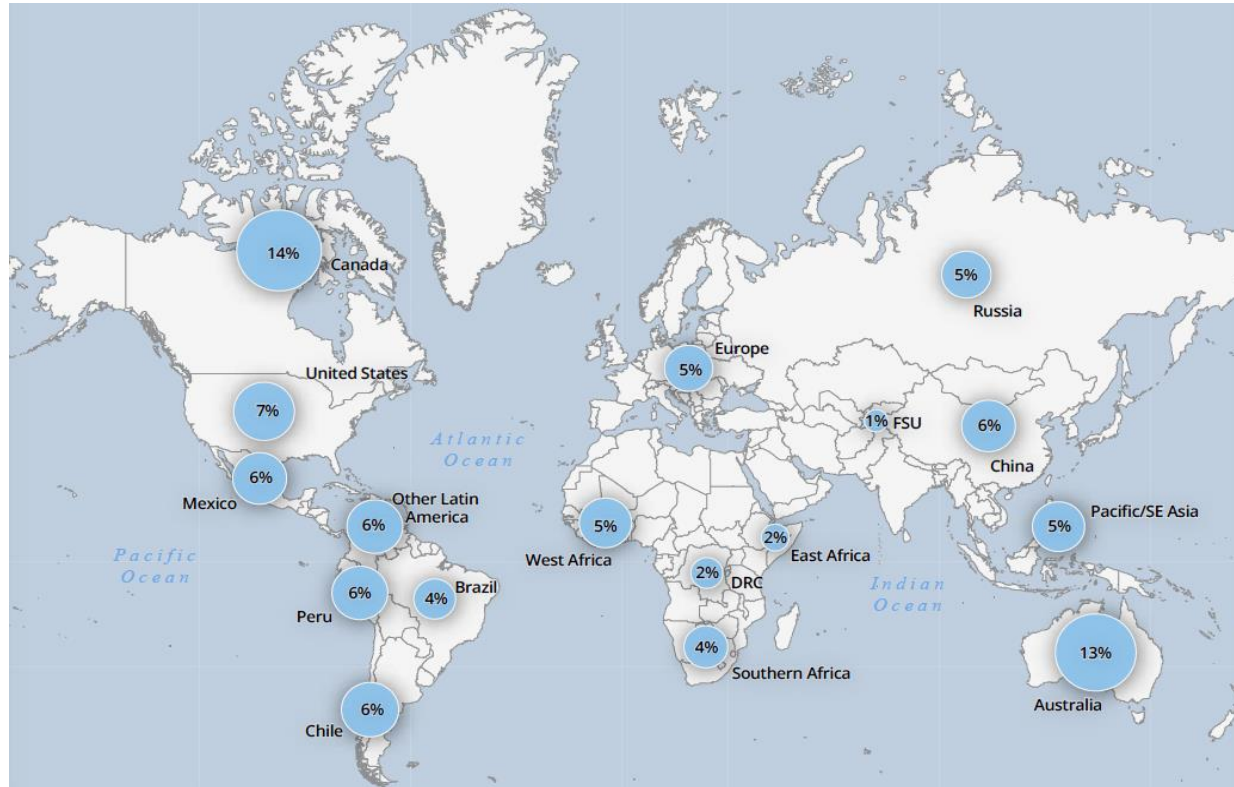 14%
Canada
5%
Russia
Europe
5%
United States
7%
1%
FSU
6%
China
Atlantic
Ocean
6%
Mexico
Other Latin
America
6%
5%
West Africa
2%
East Africa
5%
Pacific/SE Asia
Pacific
Ocean
2%
DRC
Indian
Ocean
6%
Peru
4%
Brazil
4%
Southern Africa
13%
Australia
6%
Chile